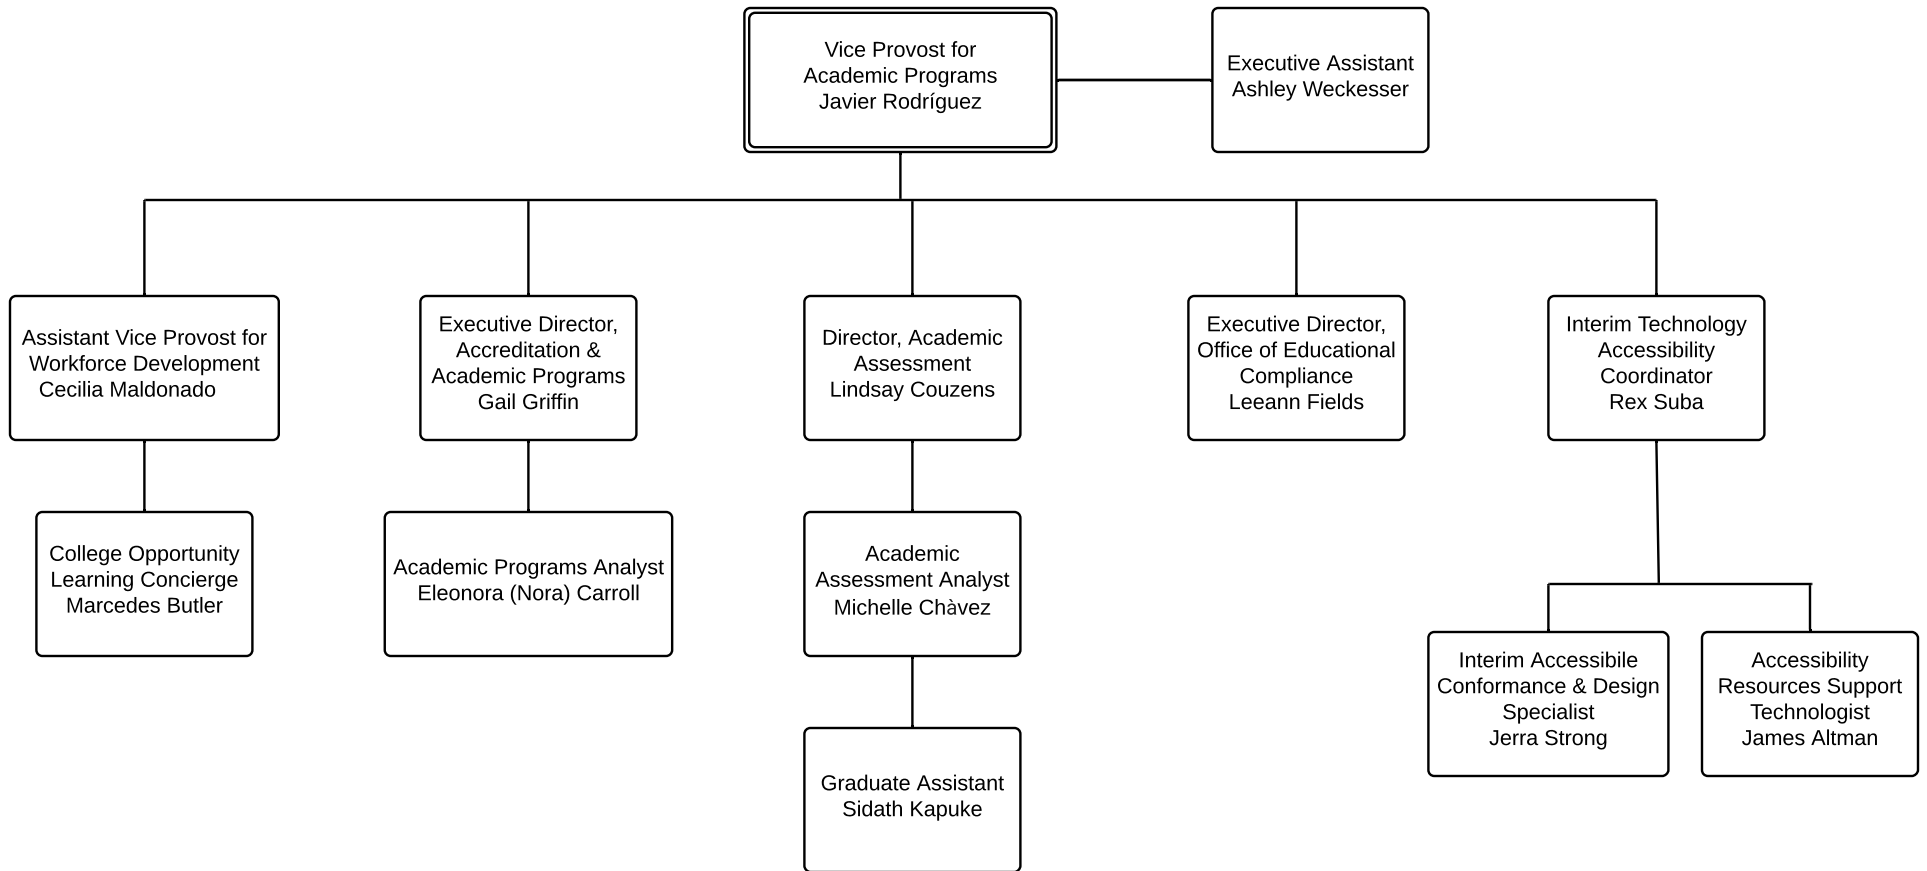 Vice Provost for
Academic Programs
Javier Rodríguez
Executive Assistant
Ashley Weckesser
Assistant Vice Provost for
Workforce Development
Cecilia Maldonado
Executive Director,
Accreditation &
Academic Programs
Gail Griffin
Director, Academic
Assessment
Lindsay Couzens
Executive Director,
Office of Educational
Compliance
Leeann Fields
Interim Technology
Accessibility
Coordinator
Rex Suba
College Opportunity
Learning Concierge
Marcedes Butler
Academic Programs Analyst
Eleonora (Nora) Carroll
Academic
Assessment Analyst
Michelle Chàvez
Interim Accessibile
Conformance & Design
Specialist
Jerra Strong
Accessibility
Resources Support
Technologist
James Altman
Graduate Assistant
Sidath Kapuke